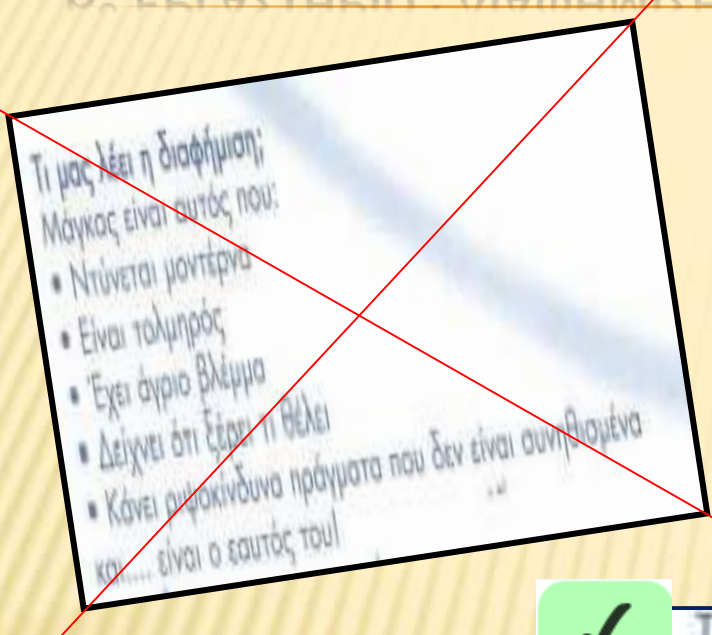 Τι μας λέει η διαφήμιση;
Μάγκας είναι αυτός που:
• Ντύνεται μοντέρνα
• Είναι τολμηρός
• Έχει άγριο βλέμμα
• Δείχνει ότι ξέρει τι θέλει
• Κάνει ριψοκίνδυνα πράγματα που δεν είναι συνηθισμένα
και.... είναι ο εαυτός του!